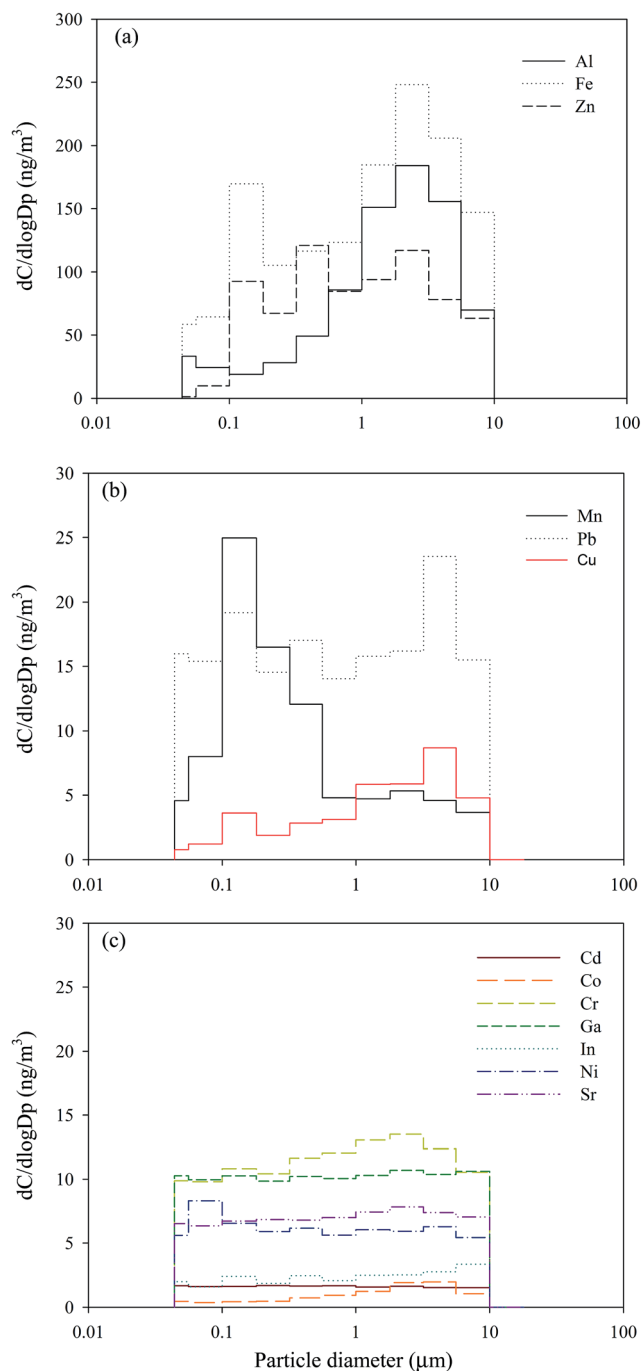 (a)
Al
Fe
Zn
300
250
200
150
100
50
0
dC/dlogDp (ng/m³)
0.01 0.1 1 10 100
(b)
Mn
Pb
Cu
30
25
20
15
10
5
0
dC/dlogDp (ng/m³)
0.01 0.1 1 10 100
(c)
Cd
Co
Cr
Ga
In
Ni
Sr
30
25
20
15
10
5
0
dC/dlogDp (ng/m³)
0.01 0.1 1 10 100
Particle diameter (μm)